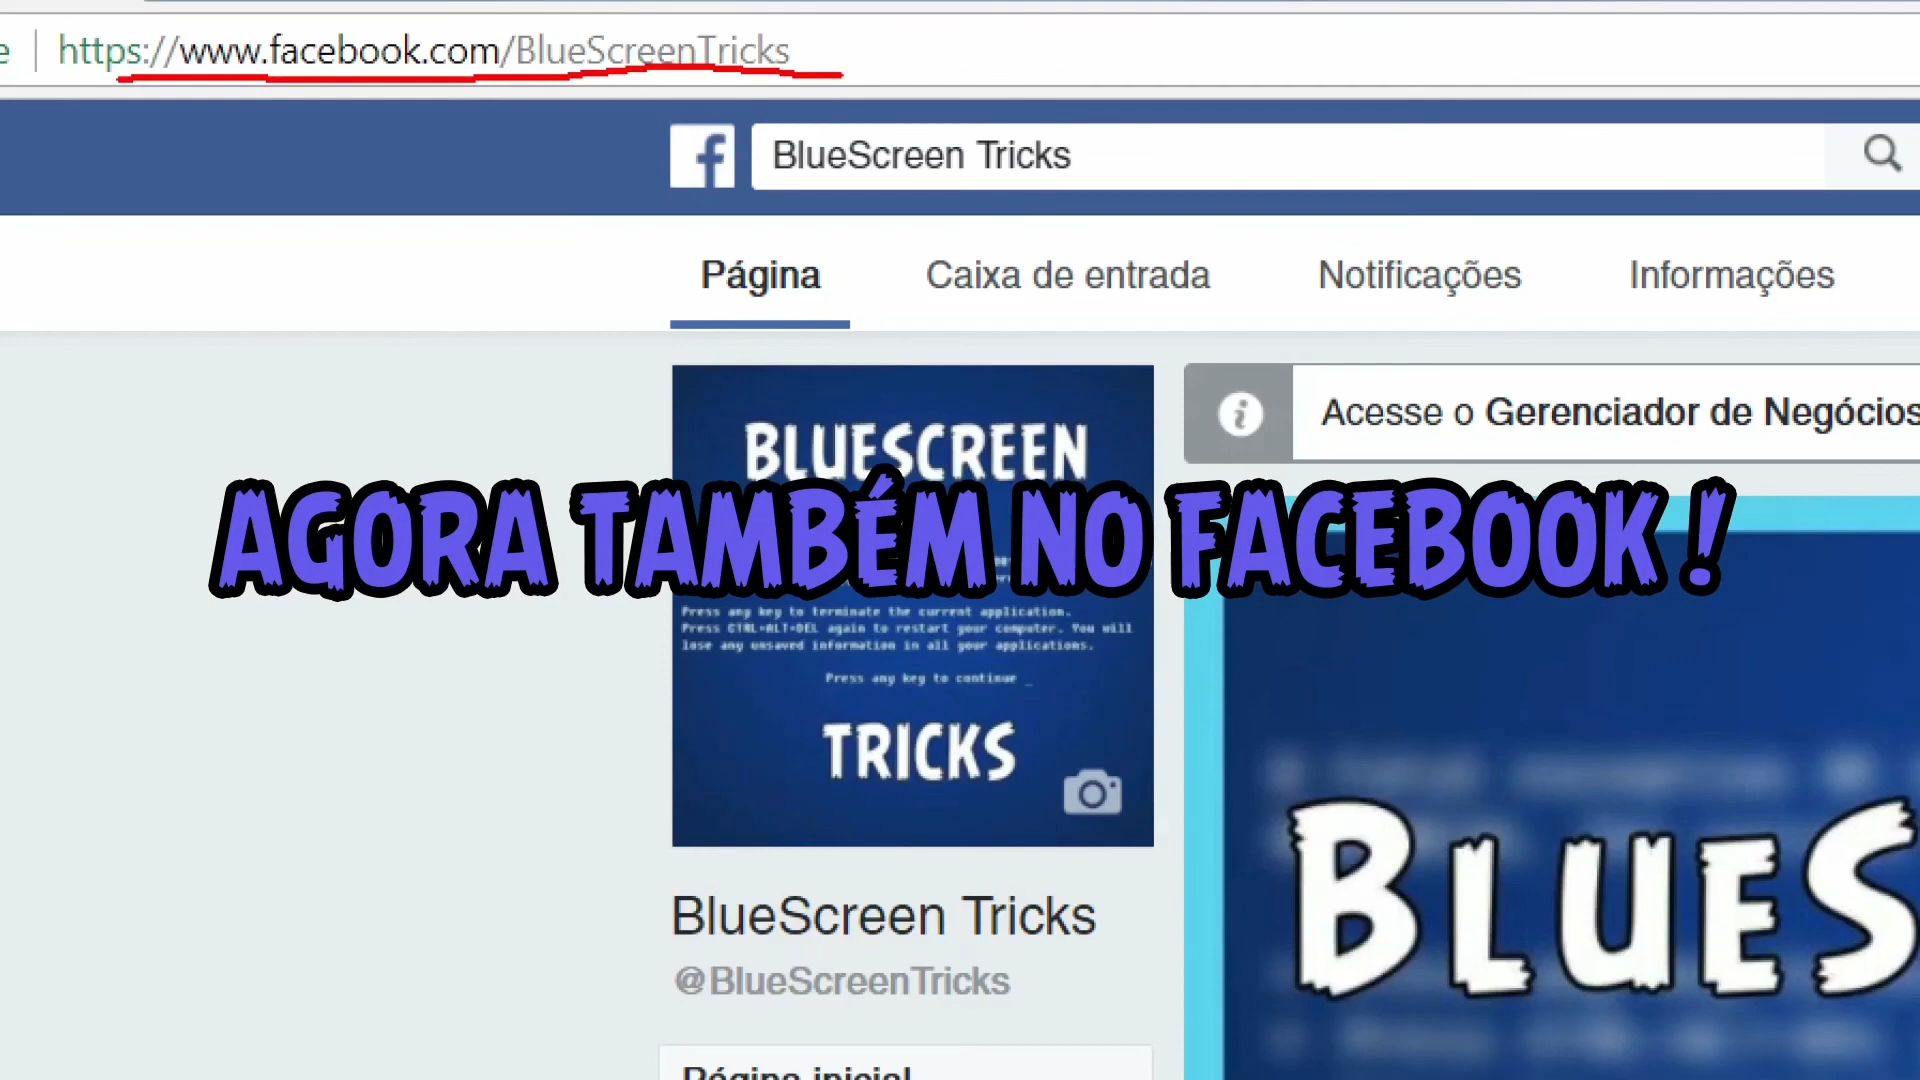 e
https://www.facebook.com/BlueScreenTricks
BlueScreen Tricks
Página Caixa de entrada Notificações Informações
BLUESCREEN
Acesse o Gerenciador de Negócios
AGORA TAMBÉM NO FACEBOOK !
Press any key to terminate the current application.
Press CTRL+ALT+DEL again to restart your computer. You will
lose any unsaved information in all your applications.
Press any key to continue _
TRICKS
BLUES
BlueScreen Tricks
@BlueScreenTricks
Página inicial